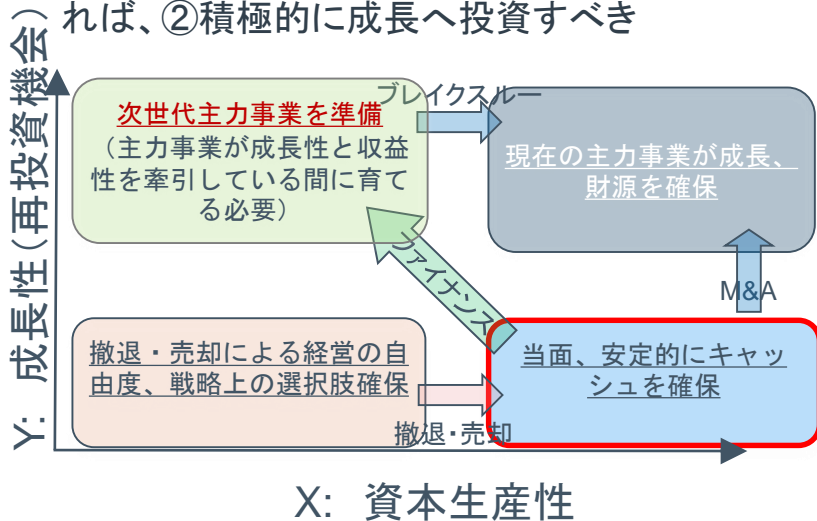 れば、②積極的に成長へ投資すべき
Y: 成長性(再投資機会)
ブレイクスルー
次世代主力事業を準備
（主力事業が成長性と収益
性を牽引している間に育て
る必要）
現在の主力事業が成長、
財源を確保
ファイナンス
M&A
撤退・売却による経営の自
由度、戦略上の選択肢確保
当面、安定的にキャッ
シュを確保
撤退・売却
X: 資本生産性